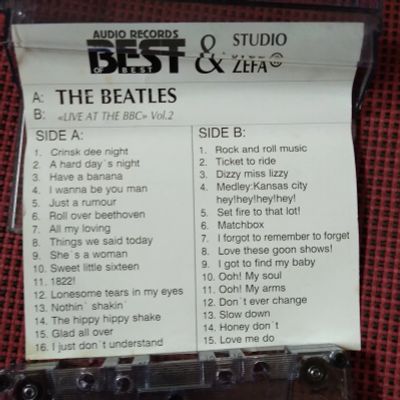 AUDIO RECORDS
BEST
OF BEST
&
STUDIO
ZEFA
A: THE BEATLES
B: «LIVE AT THE BBC» Vol.2
SIDE A:
1. Crinsk dee night
2. A hard day`s night
3. Have a banana
4. I wanna be you man
5. Just a rumour
6. Roll over beethoven
7. All my loving
8. Things we said today
9. She`s a woman
10. Sweet little sixteen
11. 1822!
12. Lonesome tears in my eyes
13. Nothin` shakin`
14. The hippy hippy shake
15. Glad all over
16. I just don`t understand
SIDE B:
1. Rock and roll music
2. Ticket to ride
3. Dizzy miss lizzy
4. Medley:Kansas city
hey!hey!hey!hey!
5. Set fire to that lot!
6. Matchbox
7. I forgot to remember to forget
8. Love these goon shows!
9. I got to find my baby
10. Ooh! My soul
11. Ooh! My arms
12. Don`t ever change
13. Slow down
14. Honey don`t
15. Love me do